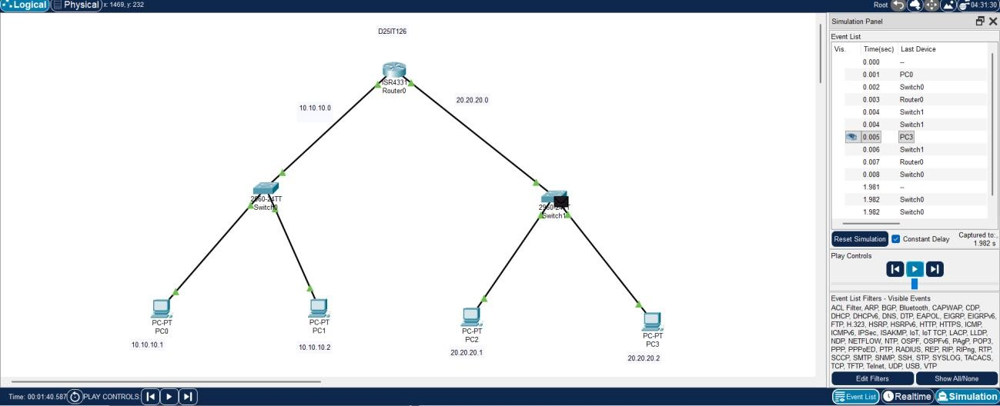 Logical Physical x: 1469, y: 232 Root 04:31:30
D25IT126
ISR4331
Router0
10.10.10.0
20.20.20.0
2960-24TT
Switch0
2960-24TT
Switch1
PC-PT
PC0
10.10.10.1
PC-PT
PC1
10.10.10.2
PC-PT
PC2
20.20.20.1
PC-PT
PC3
20.20.20.2
Simulation Panel
Event List
Vis. Time(sec) Last Device
0.000 --
0.001 PC0
0.002 Switch0
0.003 Router0
0.004 Switch1
0.004 Switch1
0.005 PC3
0.006 Switch1
0.007 Router0
0.008 Switch0
1.981 --
1.982 Switch0
1.982 Switch0
Reset Simulation Constant Delay Captured to:
1.982 s
Play Controls
Event List Filters - Visible Events
ACL Filter, ARP, BGP, Bluetooth, CAPWAP, CDP,
DHCP, DHCPv6, DNS, DTP, EAPOL, EIGRP, EIGRPv6,
FTP, H.323, HSRP, HSRPv6, HTTP, HTTPS, ICMP,
ICMPv6, IPSec, ISAKMP, IoT, IoT TCP, LACP, LLDP,
NDP, NETFLOW, NTP, OSPF, OSPFv6, PAgP, POP3,
PPP, PPPoED, PTP, RADIUS, REP, RIP, RIPng, RTP,
SCCP, SMTP, SNMP, SSH, STP, SYSLOG, TACACS,
TCP, TFTP, Telnet, UDP, USB, VTP
Edit Filters Show All/None
Time: 00:01:40.587 PLAY CONTROLS: Event List Realtime Simulation